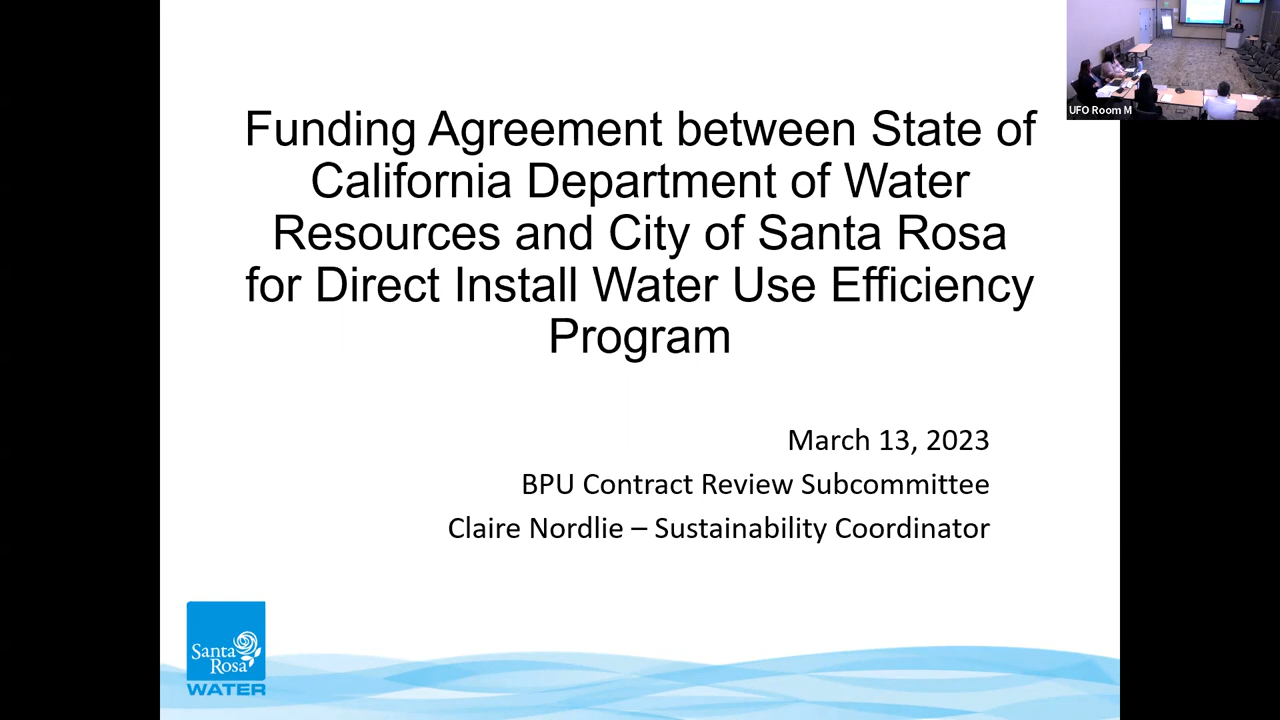 UFO Room M
Funding Agreement between State of
California Department of Water
Resources and City of Santa Rosa
for Direct Install Water Use Efficiency
Program
March 13, 2023
BPU Contract Review Subcommittee
Claire Nordlie – Sustainability Coordinator
Santa
Rosa
WATER